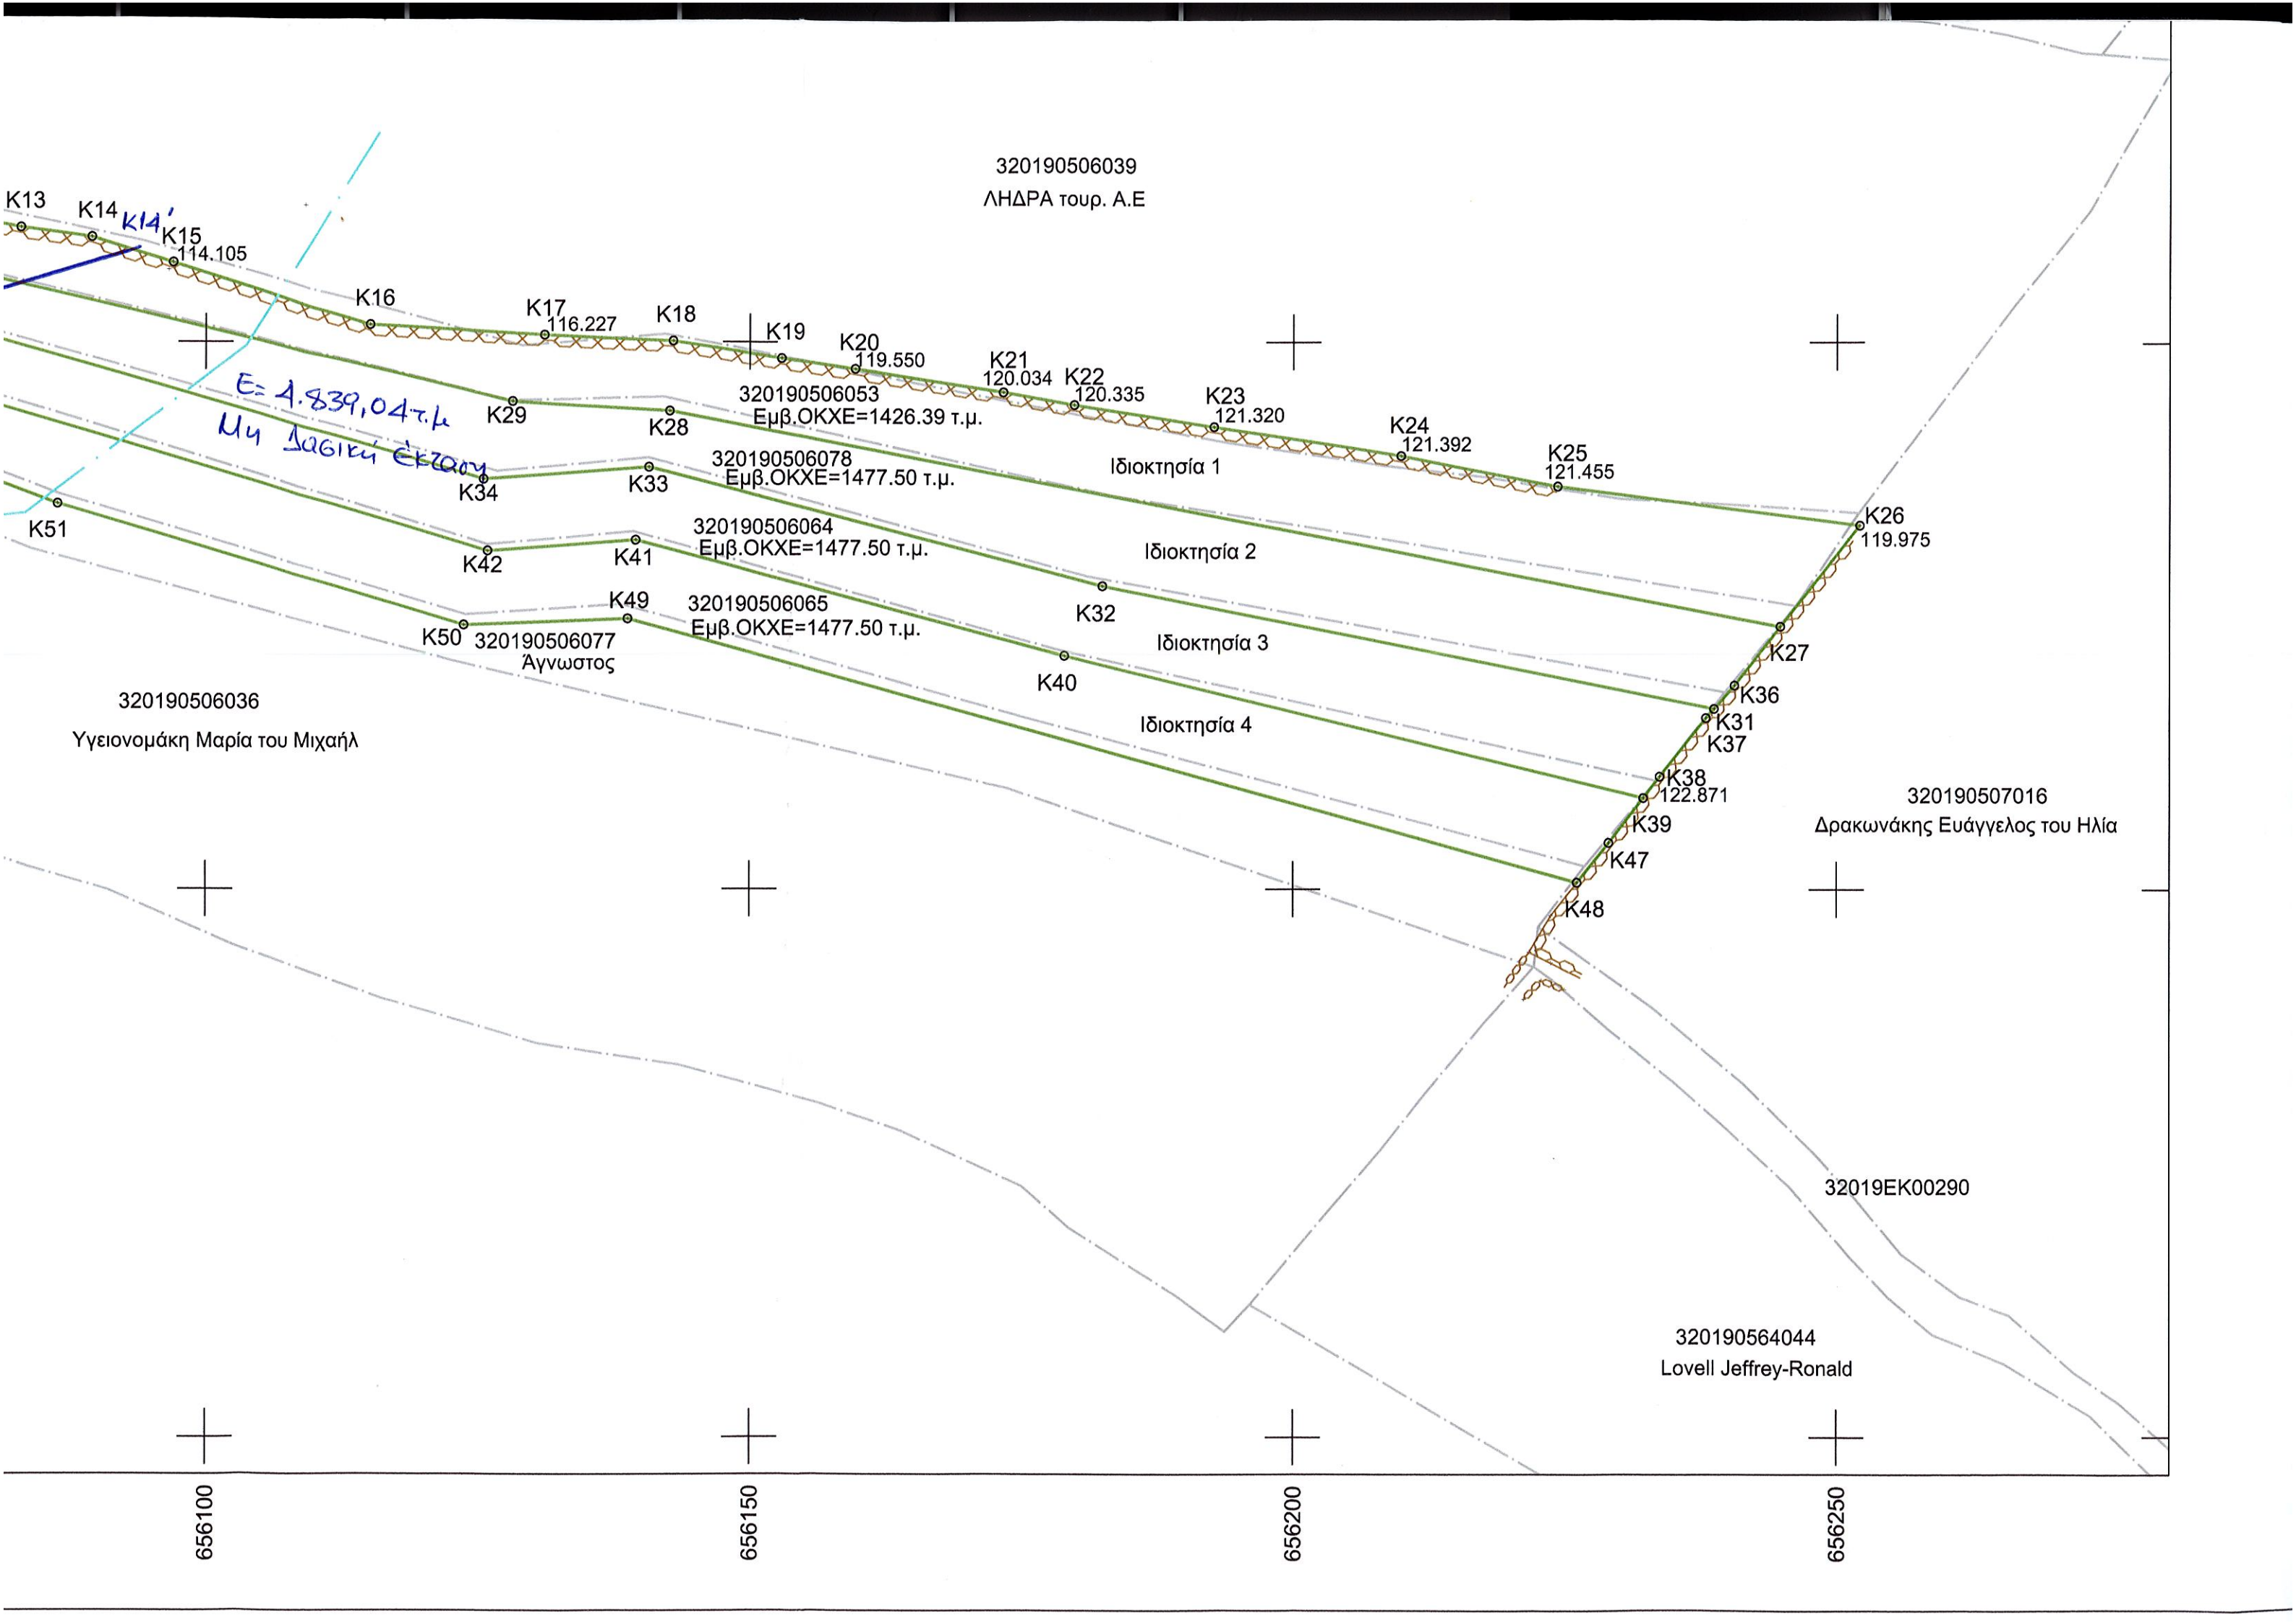 320190506039
ΛΗΔΡΑ τουρ. Α.Ε
K13
K14
K14'
K15
114.105
K16
K17
116.227
K18
K19
K20
119.550
K21
120.034
K22
120.335
K23
121.320
K24
121.392
K25
121.455
K26
119.975
E= 4.839,04 τ.μ
Μη Δασική έκταση
K29
K28
320190506053
Εμβ.ΟΚΧΕ=1426.39 τ.μ.
Ιδιοκτησία 1
K34
K33
320190506078
Εμβ.ΟΚΧΕ=1477.50 τ.μ.
Ιδιοκτησία 2
K51
K42
K41
320190506064
Εμβ.ΟΚΧΕ=1477.50 τ.μ.
K32
Ιδιοκτησία 3
K27
K36
K31
K37
K50
K49
320190506077
Άγνωστος
320190506065
Εμβ.ΟΚΧΕ=1477.50 τ.μ.
K40
Ιδιοκτησία 4
K38
122.871
K39
K47
K48
320190506036
Υγειονομάκη Μαρία του Μιχαήλ
320190507016
Δρακωνάκης Ευάγγελος του Ηλία
32019ΕΚ00290
320190564044
Lovell Jeffrey-Ronald
656100
656150
656200
656250